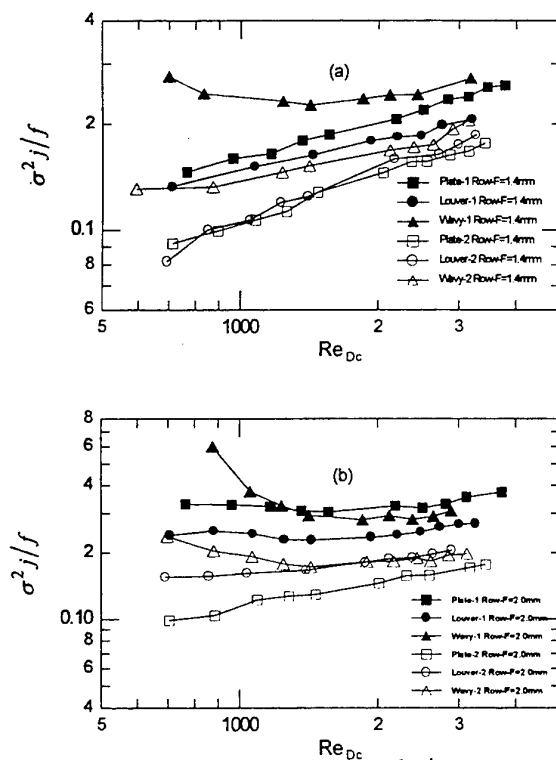 4
(a)
2
σ²j/f
0.1
8
6
Plate-1 Row-F=1.4mm
Louver-1 Row-F=1.4mm
Wavy-1 Row-F=1.4mm
Plate-2 Row-F=1.4mm
Louver-2 Row-F=1.4mm
Wavy-2 Row-F=1.4mm
5 1000 2 3
Re_Dc
8
6
(b)
4
2
σ²j/f
0.10
8
6
4
Plate-1 Row-F=2.0mm
Louver-1 Row-F=2.0mm
Wavy-1 Row-F=2.0mm
Plate-2 Row-F=2.0mm
Louver-2 Row-F=2.0mm
Wavy-2 Row-F=2.0mm
5 1000 2 3
Re_Dc